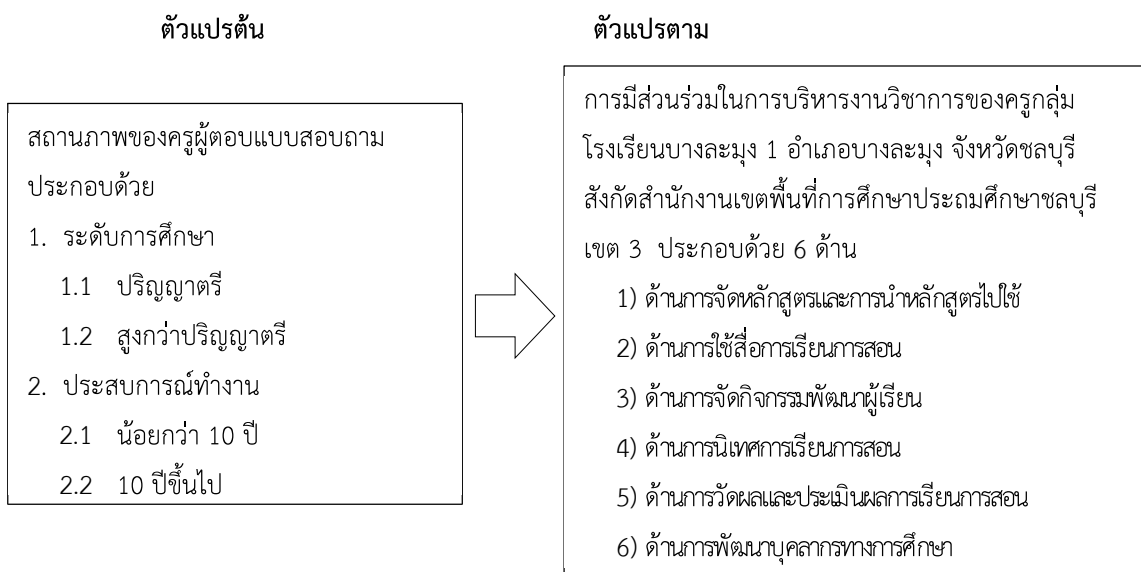 ตัวแปรต้น
สถานภาพของครูผู้ตอบแบบสอบถาม
ประกอบด้วย
1. ระดับการศึกษา
1.1 ปริญญาตรี
1.2 สูงกว่าปริญญาตรี
2. ประสบการณ์ทำงาน
2.1 น้อยกว่า 10 ปี
2.2 10 ปีขึ้นไป
ตัวแปรตาม
การมีส่วนร่วมในการบริหารงานวิชาการของครูกลุ่ม
โรงเรียนบางละมุง 1 อำเภอบางละมุง จังหวัดชลบุรี
สังกัดสำนักงานเขตพื้นที่การศึกษาประถมศึกษาชลบุรี
เขต 3 ประกอบด้วย 6 ด้าน
1) ด้านการจัดหลักสูตรและการนำหลักสูตรไปใช้
2) ด้านการใช้สื่อการเรียนการสอน
3) ด้านการจัดกิจกรรมพัฒนาผู้เรียน
4) ด้านการนิเทศการเรียนการสอน
5) ด้านการวัดผลและประเมินผลการเรียนการสอน
6) ด้านการพัฒนาบุคลากรทางการศึกษา